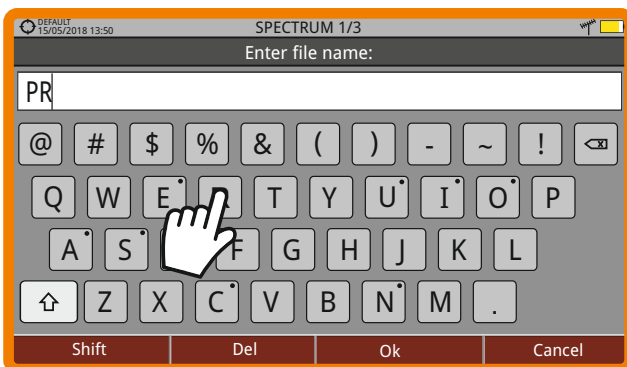 DEFAULT
15/05/2018 13:50
SPECTRUM 1/3
Enter file name:
PR
@ # $ % & ( ) - ~ !
Q W E T Y U I O P
A S F G H J K L
Z X C V B N M .
Shift Del Ok Cancel